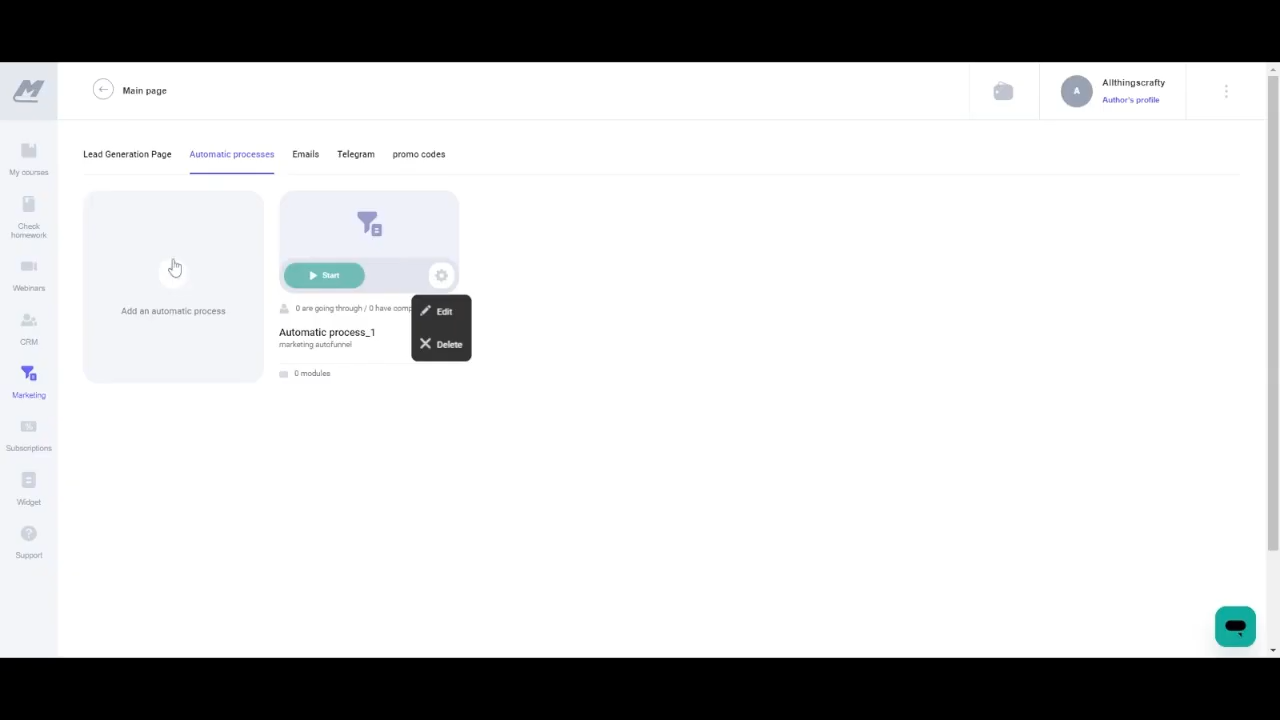 Main page
A
Allthingscrafty
Author's profile
Lead Generation Page
Automatic processes
Emails
Telegram
promo codes
My courses
Check
homework
Webinars
CRM
Marketing
Subscriptions
Widget
Support
Add an automatic process
Start
0 are going through / 0 have comp
Edit
Delete
Automatic process_1
marketing autofunnel
0 modules